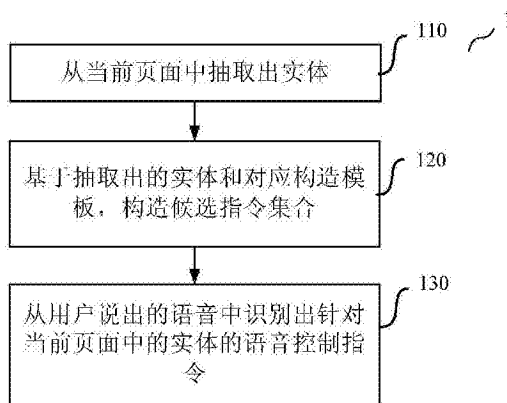 110
从当前页面中抽取出实体
120
基于抽取出的实体和对应构造模
板，构造候选指令集合
130
从用户说出的语音中识别出针对
当前页面中的实体的语音控制指
令